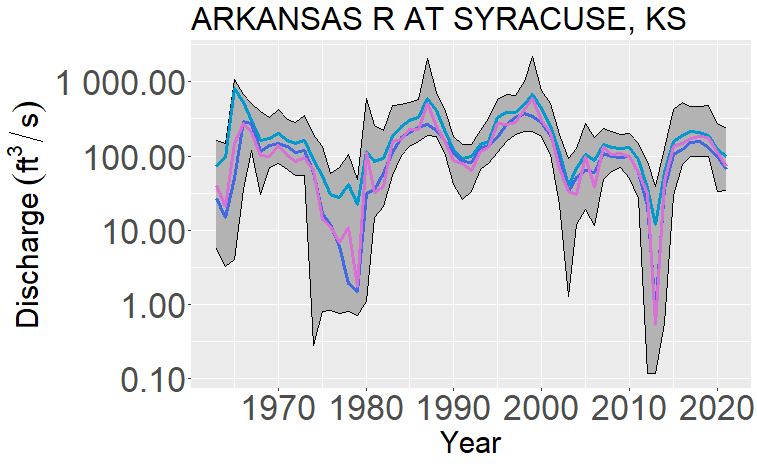 ARKANSAS R AT SYRACUSE, KS
Discharge (ft³/s)
1 000.00
100.00
10.00
1.00
0.10
1970 1980 1990 2000 2010 2020
Year